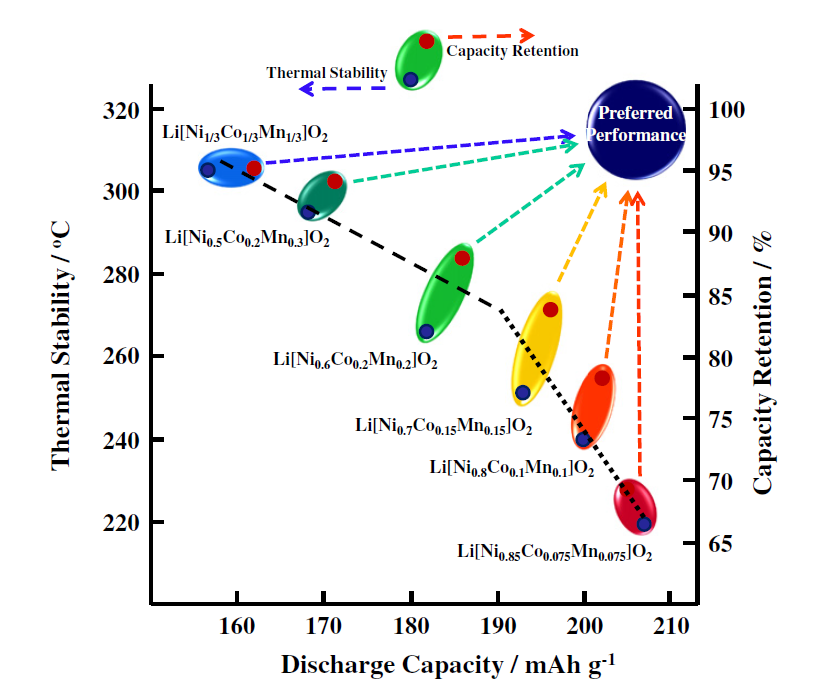 Capacity Retention
Thermal Stability
320
100
Preferred
Performance
Li[Ni1/3Co1/3Mn1/3]O2
95
300
Li[Ni0.5Co0.2Mn0.3]O2
90
280
85
260
80
Li[Ni0.6Co0.2Mn0.2]O2
75
Li[Ni0.7Co0.15Mn0.15]O2
240
Li[Ni0.8Co0.1Mn0.1]O2
70
220
65
Li[Ni0.85Co0.075Mn0.075]O2
Thermal Stability / oC
Capacity Retention / %
160 170 180 190 200 210
Discharge Capacity / mAh g-1